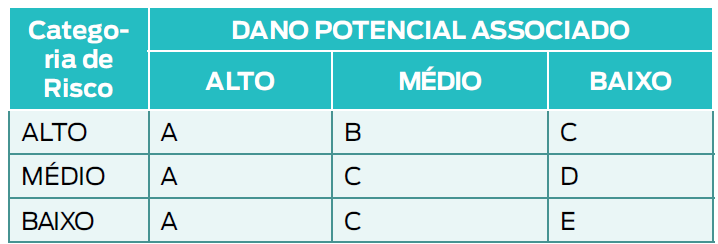 Catego-
ria de
Risco
DANO POTENCIAL ASSOCIADO
ALTO MÉDIO BAIXO
ALTO A B C
MÉDIO A C D
BAIXO A C E